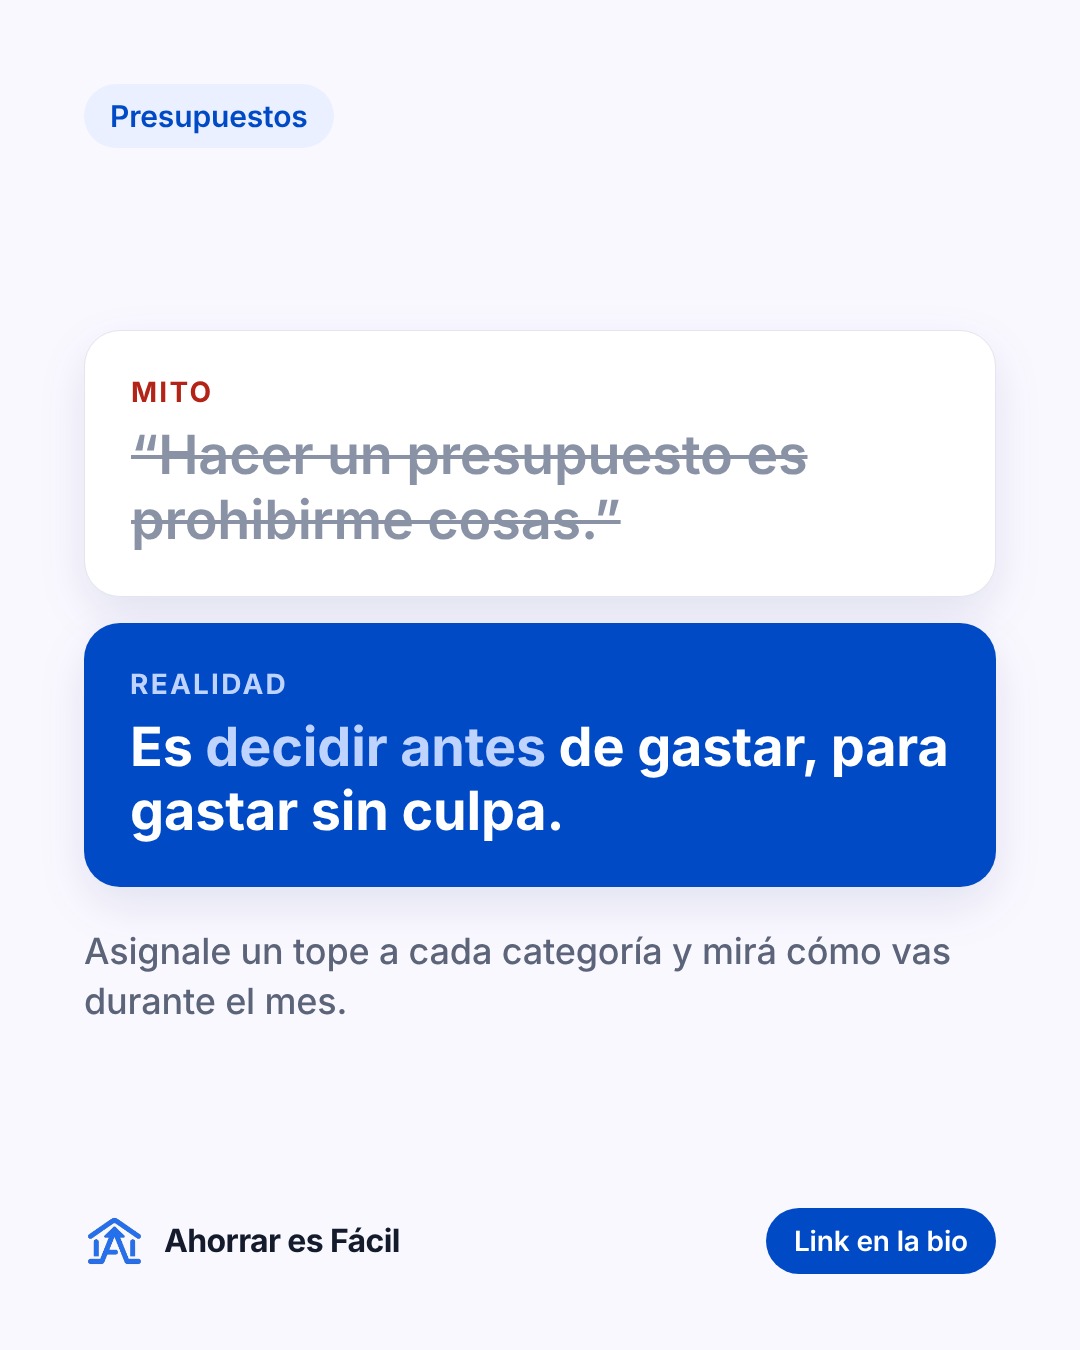 Presupuestos
MITO
“Hacer un presupuesto es
prohibirme cosas.”
REALIDAD
Es decidir antes de gastar, para
gastar sin culpa.
Asignale un tope a cada categoría y mirá cómo vas
durante el mes.
Ahorrar es Fácil
Link en la bio